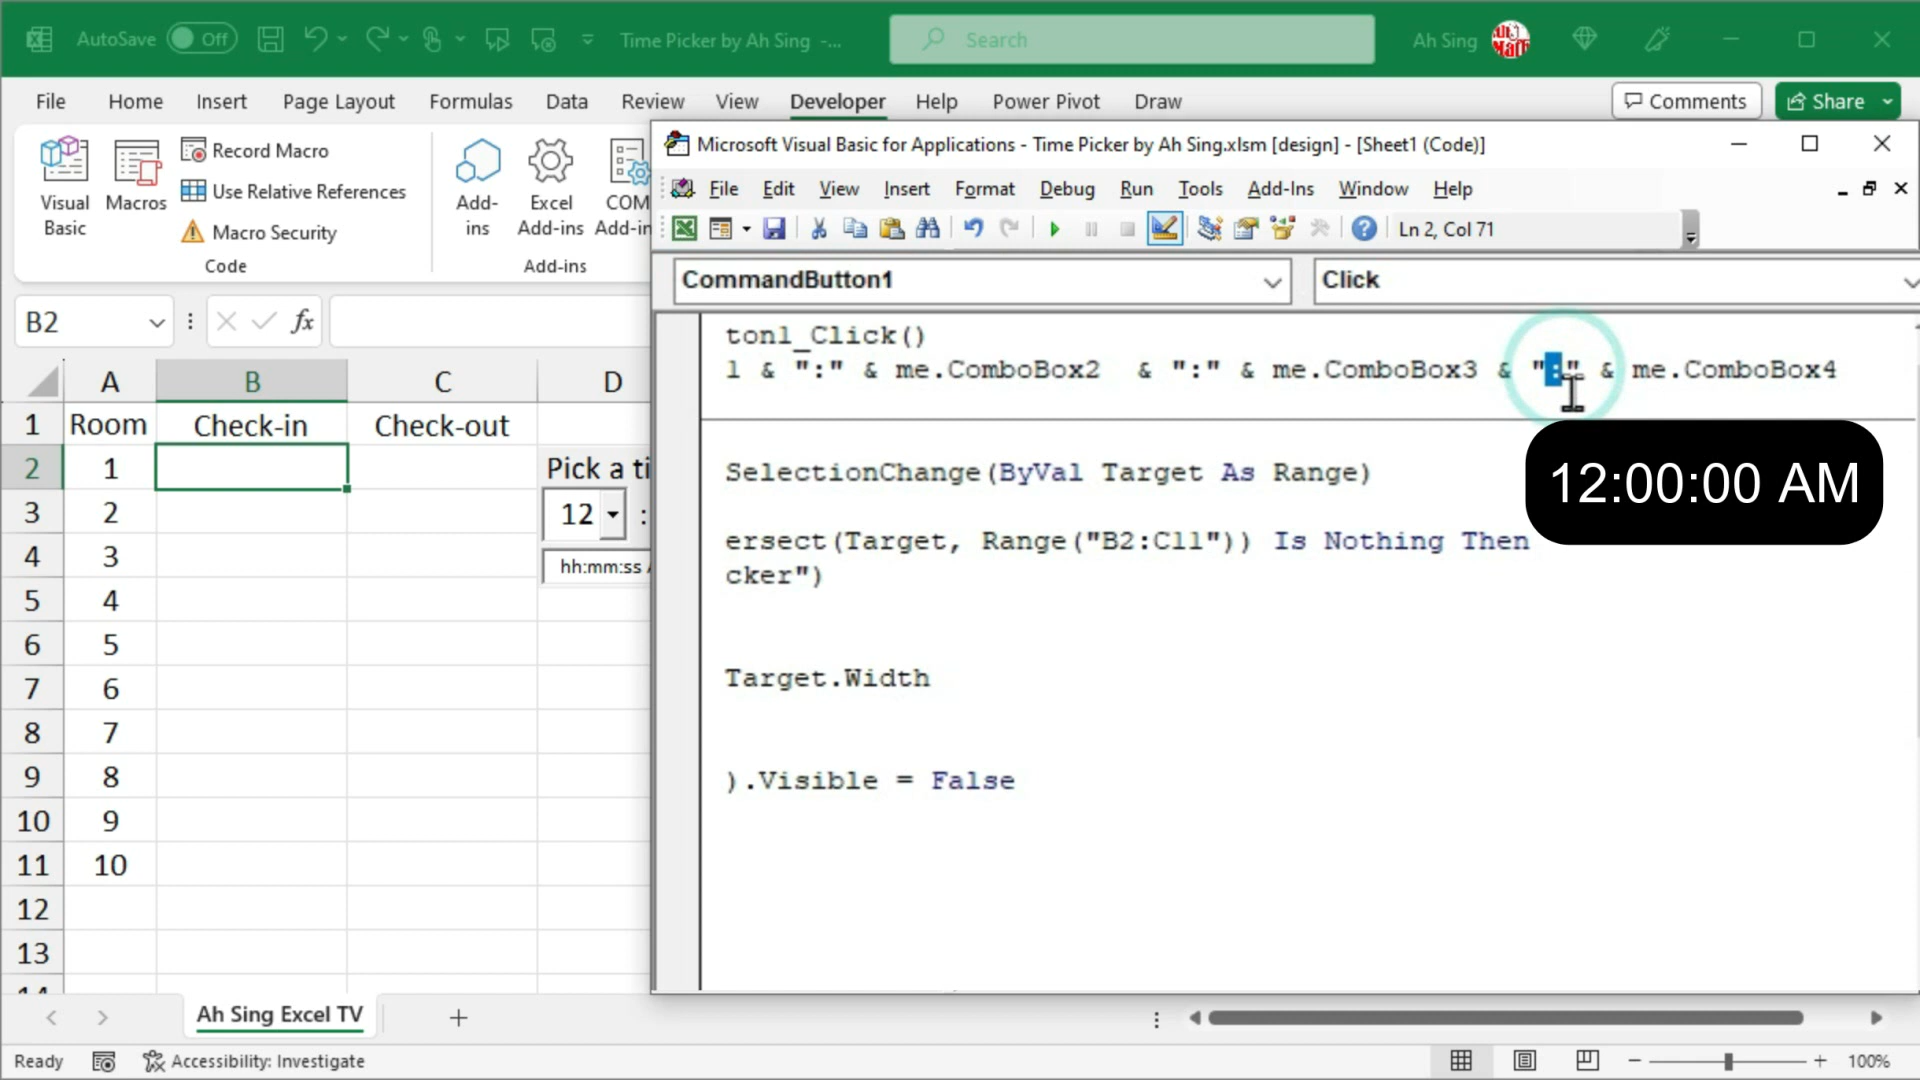 AutoSave Off Time Picker by Ah Sing -... Search Ah Sing
File Home Insert Page Layout Formulas Data Review View Developer Help Power Pivot Draw Comments Share
Visual Basic
Macros
Record Macro
Use Relative References
Macro Security
Code
Add-ins
Excel Add-ins
COM Add-in
Add-ins
Microsoft Visual Basic for Applications - Time Picker by Ah Sing.xlsm [design] - [Sheet1 (Code)]
File Edit View Insert Format Debug Run Tools Add-Ins Window Help
Ln 2, Col 71
CommandButton1 Click
B2 fx
ton1_Click()
1 & ":" & me.ComboBox2 & ":" & me.ComboBox3 & ":" & me.ComboBox4
12:00:00 AM
SelectionChange(ByVal Target As Range)
ersect(Target, Range("B2:C11")) Is Nothing Then
cker")
Target.Width
).Visible = False
A B C D
1 Room Check-in Check-out
2 1 Pick a ti
3 2 12 :
4 3 hh:mm:ss
5 4
6 5
7 6
8 7
9 8
10 9
11 10
12
13
14
Ah Sing Excel TV
Ready Accessibility: Investigate 100%